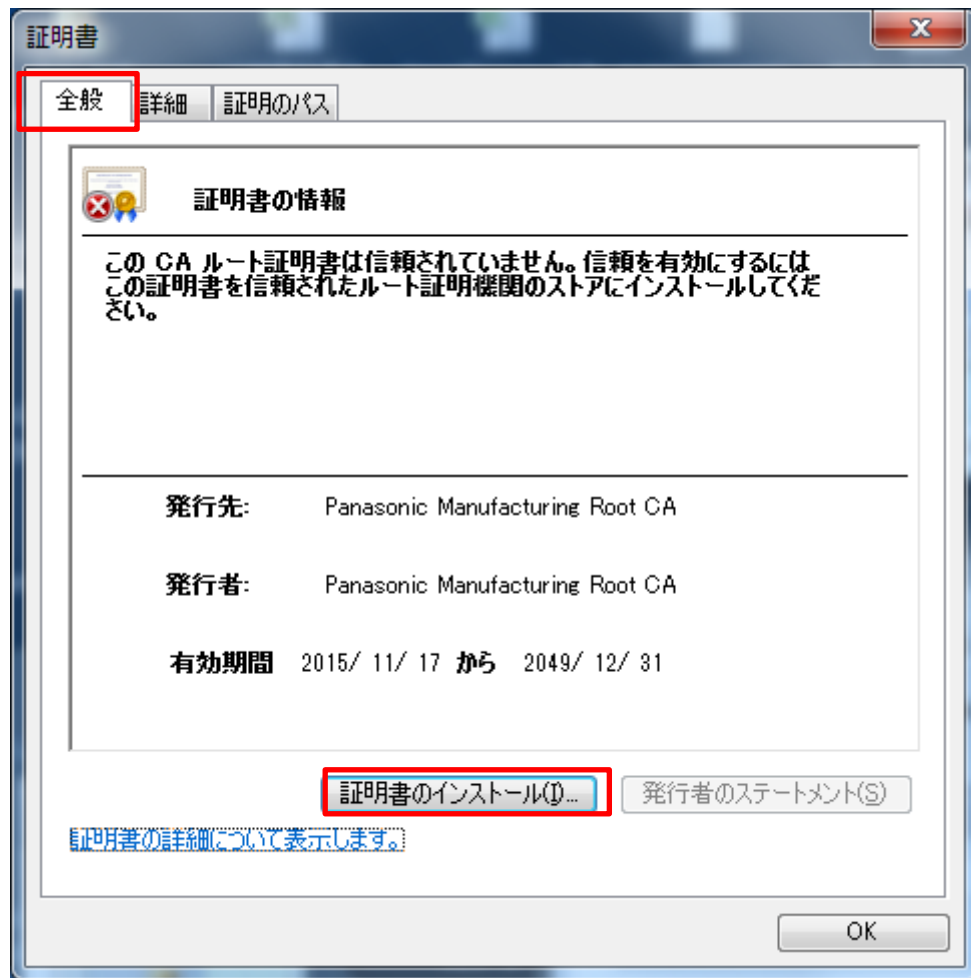 証明書
全般 詳細 証明のパス
証明書の情報
この CA ルート証明書は信頼されていません。信頼を有効にするには
この証明書を信頼されたルート証明機関のストアにインストールしてくだ
さい。
発行先: Panasonic Manufacturing Root CA
発行者: Panasonic Manufacturing Root CA
有効期間 2015/ 11/ 17 から 2049/ 12/ 31
証明書のインストール(I)... 発行者のステートメント(S)
証明書の詳細について表示します。
OK